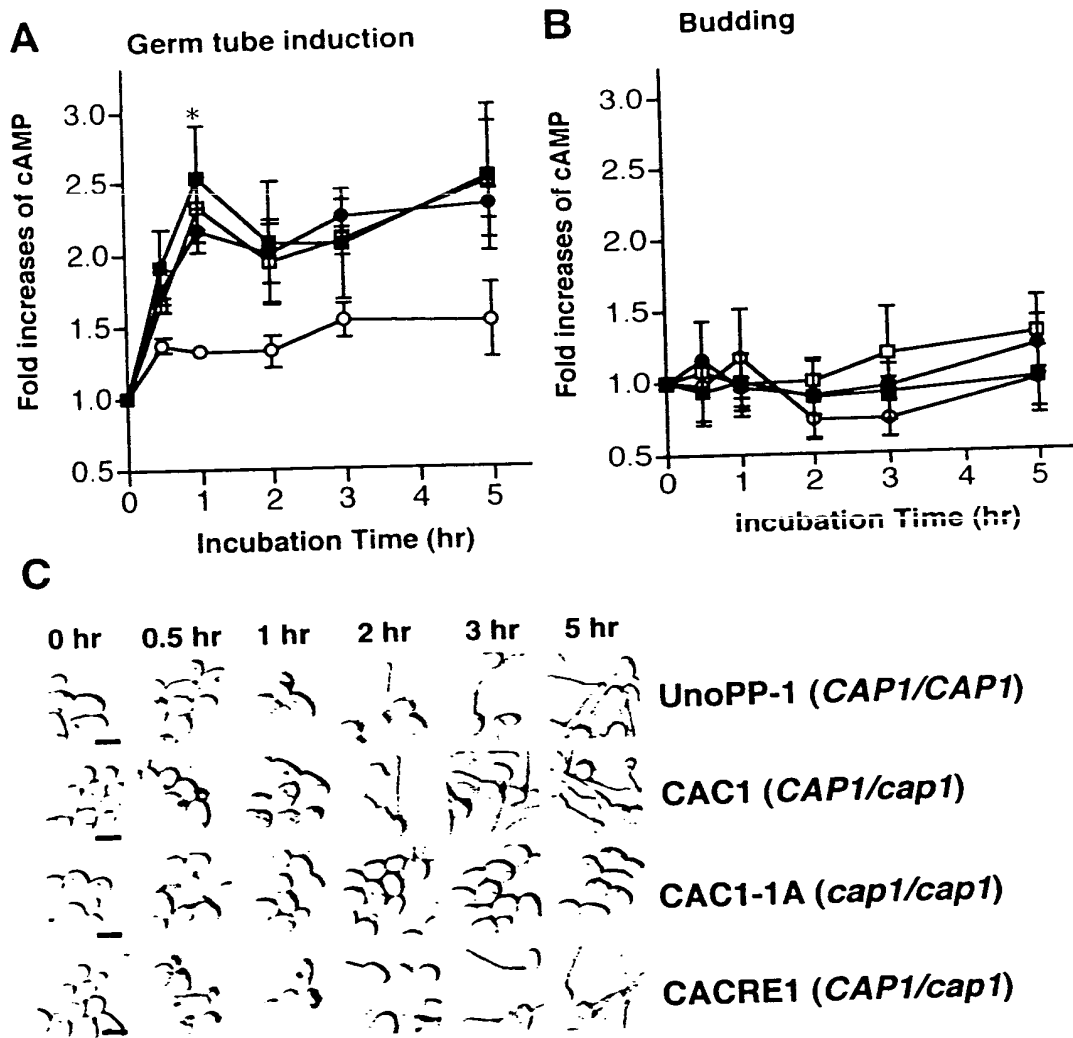 A
Germ tube induction
Fold increases of cAMP
3.0
*
2.5
2.0
1.5
1.0
0.5
0 1 2 3 4 5
Incubation Time (hr)
B
Budding
Fold increases of cAMP
3.0
2.5
2.0
1.5
1.0
0.5
0 1 2 3 4 5
Incubation Time (hr)
C
0 hr 0.5 hr 1 hr 2 hr 3 hr 5 hr
UnoPP-1 (CAP1/CAP1)
CAC1 (CAP1/cap1)
CAC1-1A (cap1/cap1)
CACRE1 (CAP1/cap1)